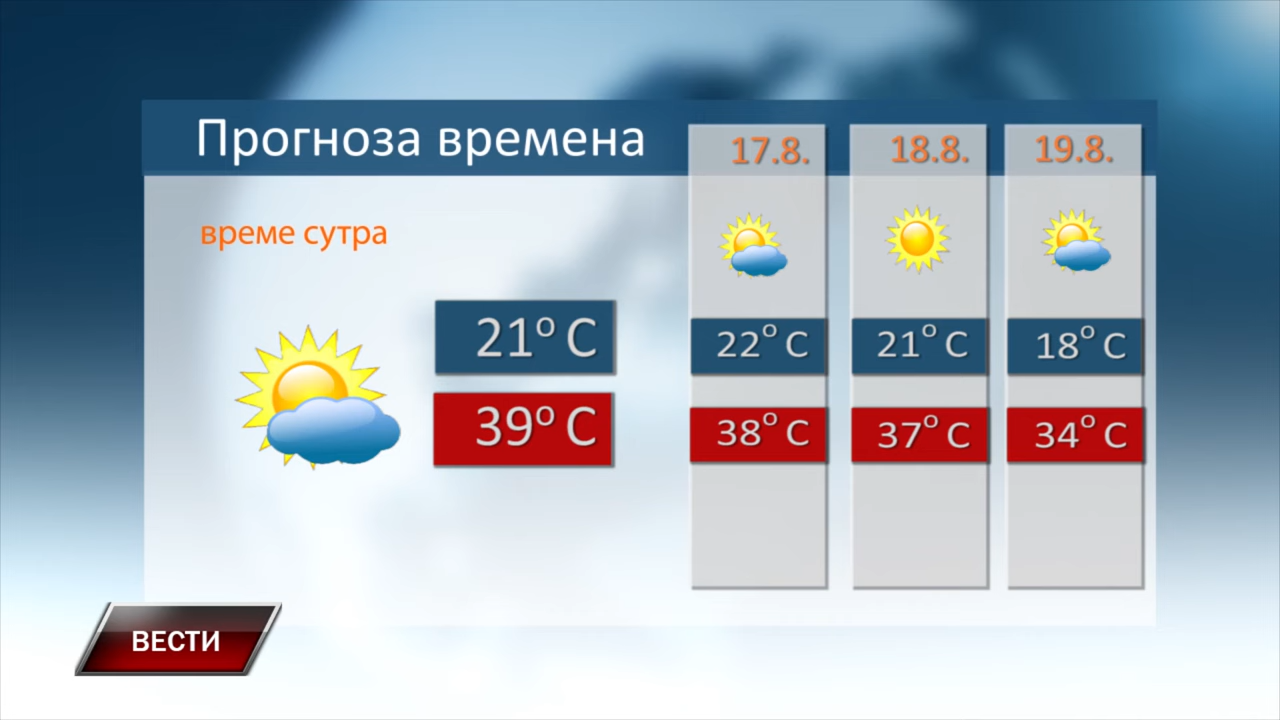 Прогноза времена
време сутра
21° C
39° C
17.8.
22° C
38° C
18.8.
21° C
37° C
19.8.
18° C
34° C
ВЕСТИ